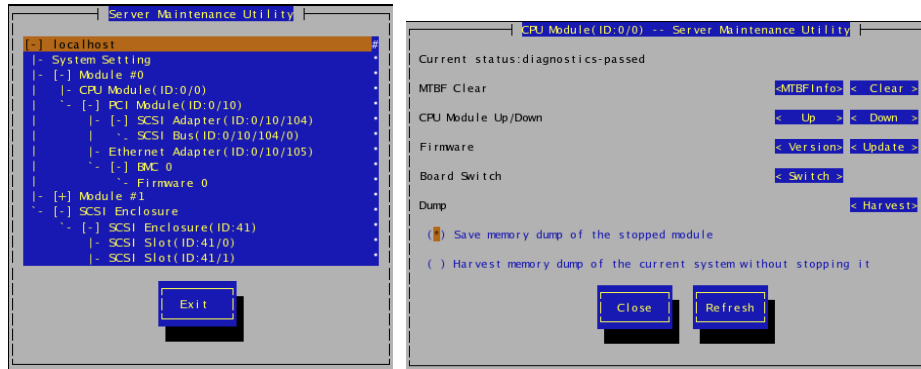 Server Maintenance Utility
[-] localhost #
|- System Setting
|- [-] Module #0
| |- CPU Module(ID:0/0)
| `- [-] PCI Module(ID:0/10)
| |- [-] SCSI Adapter(ID:0/10/104)
| | `- SCSI Bus(ID:0/10/104/0)
| |- Ethernet Adapter(ID:0/10/105)
| `- [-] BMC 0
| `- Firmware 0
|- [+] Module #1
`- [-] SCSI Enclosure
`- [-] SCSI Enclosure(ID:41)
|- SCSI Slot(ID:41/0)
|- SCSI Slot(ID:41/1)
Exit
CPU Module(ID:0/0) -- Server Maintenance Utility
Current status:diagnostics-passed
MTBF Clear <MTBFInfo> < Clear >
CPU Module Up/Down < Up > < Down >
Firmware < Version> < Update >
Board Switch < Switch >
Dump < Harvest>
(*) Save memory dump of the stopped module
( ) Harvest memory dump of the current system without stopping it
Close Refresh